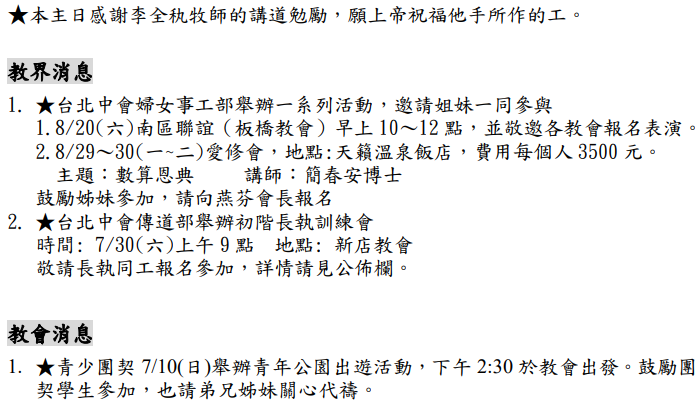 ★本主日感謝李全秇牧師的講道勉勵，願上帝祝福他手所作的工。
教界消息
1. ★台北中會婦女事工部舉辦一系列活動，邀請姐妹一同參與
1.8/20(六)南區聯誼（板橋教會）早上10～12點，並敬邀各教會報名表演。
2.8/29～30(一~二)愛修會，地點:天籟溫泉飯店，費用每個人3500元。
主題：數算恩典 講師：簡春安博士
鼓勵姊妹參加，請向燕芬會長報名
2. ★台北中會傳道部舉辦初階長執訓練會
時間: 7/30(六)上午9點 地點: 新店教會
敬請長執同工報名參加，詳情請見公佈欄。
教會消息
1. ★青少團契 7/10(日)舉辦青年公園出遊活動，下午 2:30 於教會出發。鼓勵團
契學生參加，也請弟兄姊妹關心代禱。